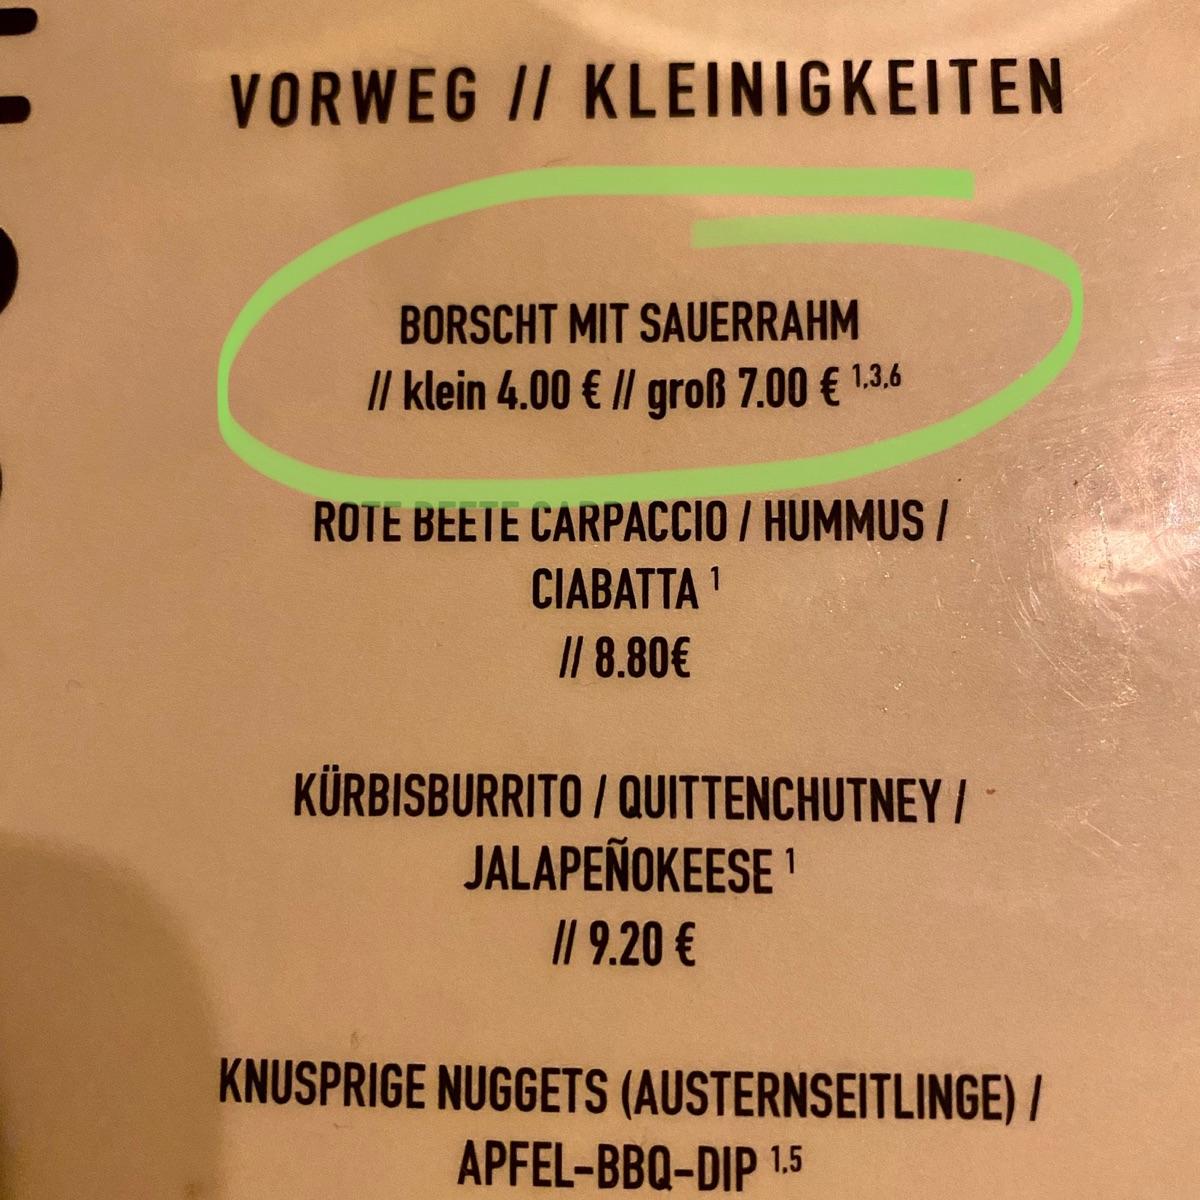 VORWEG // KLEINIGKEITEN
BORSCHT MIT SAUERRAHM
// klein 4.00 € // groß 7.00 € 1,3,6
ROTE BEETE CARPACCIO / HUMMUS /
CIABATTA 1
// 8.80€
KÜRBISBURRITO / QUITTENCHUTNEY /
JALAPEÑOKEESE 1
// 9.20 €
KNUSPRIGE NUGGETS (AUSTERNSEITLINGE) /
APFEL-BBQ-DIP 1,5